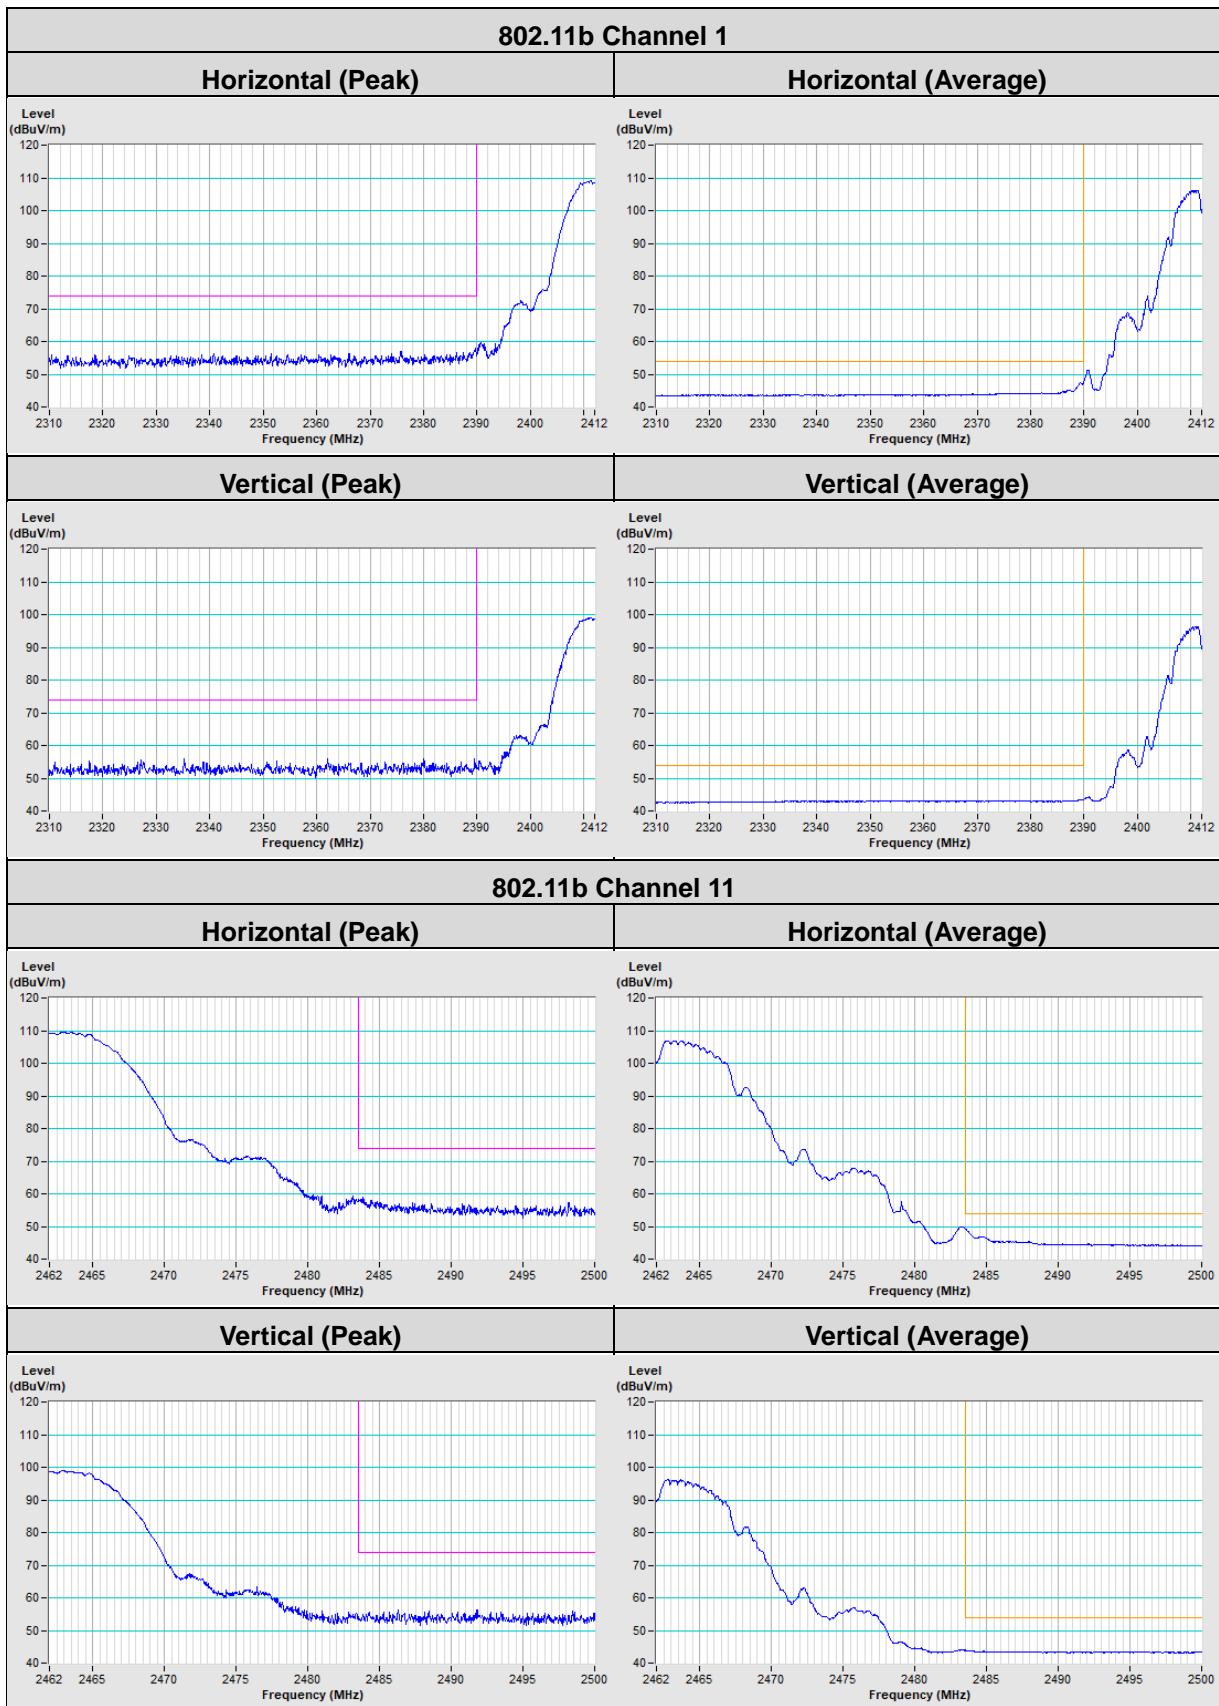 802.11b Channel 1
Horizontal (Peak)
Horizontal (Average)
Level
(dBuV/m)
120
110
100
90
80
70
60
50
40
2310 2320 2330 2340 2350 2360 2370 2380 2390 2400 2412
Frequency (MHz)
Level
(dBuV/m)
120
110
100
90
80
70
60
50
40
2310 2320 2330 2340 2350 2360 2370 2380 2390 2400 2412
Frequency (MHz)
Vertical (Peak)
Vertical (Average)
Level
(dBuV/m)
120
110
100
90
80
70
60
50
40
2310 2320 2330 2340 2350 2360 2370 2380 2390 2400 2412
Frequency (MHz)
Level
(dBuV/m)
120
110
100
90
80
70
60
50
40
2310 2320 2330 2340 2350 2360 2370 2380 2390 2400 2412
Frequency (MHz)
802.11b Channel 11
Horizontal (Peak)
Horizontal (Average)
Level
(dBuV/m)
120
110
100
90
80
70
60
50
40
2462 2465 2470 2475 2480 2485 2490 2495 2500
Frequency (MHz)
Level
(dBuV/m)
120
110
100
90
80
70
60
50
40
2462 2465 2470 2475 2480 2485 2490 2495 2500
Frequency (MHz)
Vertical (Peak)
Vertical (Average)
Level
(dBuV/m)
120
110
100
90
80
70
60
50
40
2462 2465 2470 2475 2480 2485 2490 2495 2500
Frequency (MHz)
Level
(dBuV/m)
120
110
100
90
80
70
60
50
40
2462 2465 2470 2475 2480 2485 2490 2495 2500
Frequency (MHz)